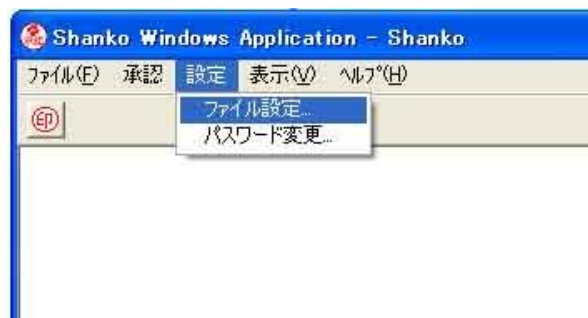 Shanko Windows Application - Shanko
ﾌｧｲﾙ(F) 承認 設定 表示(V) ﾍﾙﾌﾟ(H)
印
ファイル設定...
パスワード変更...